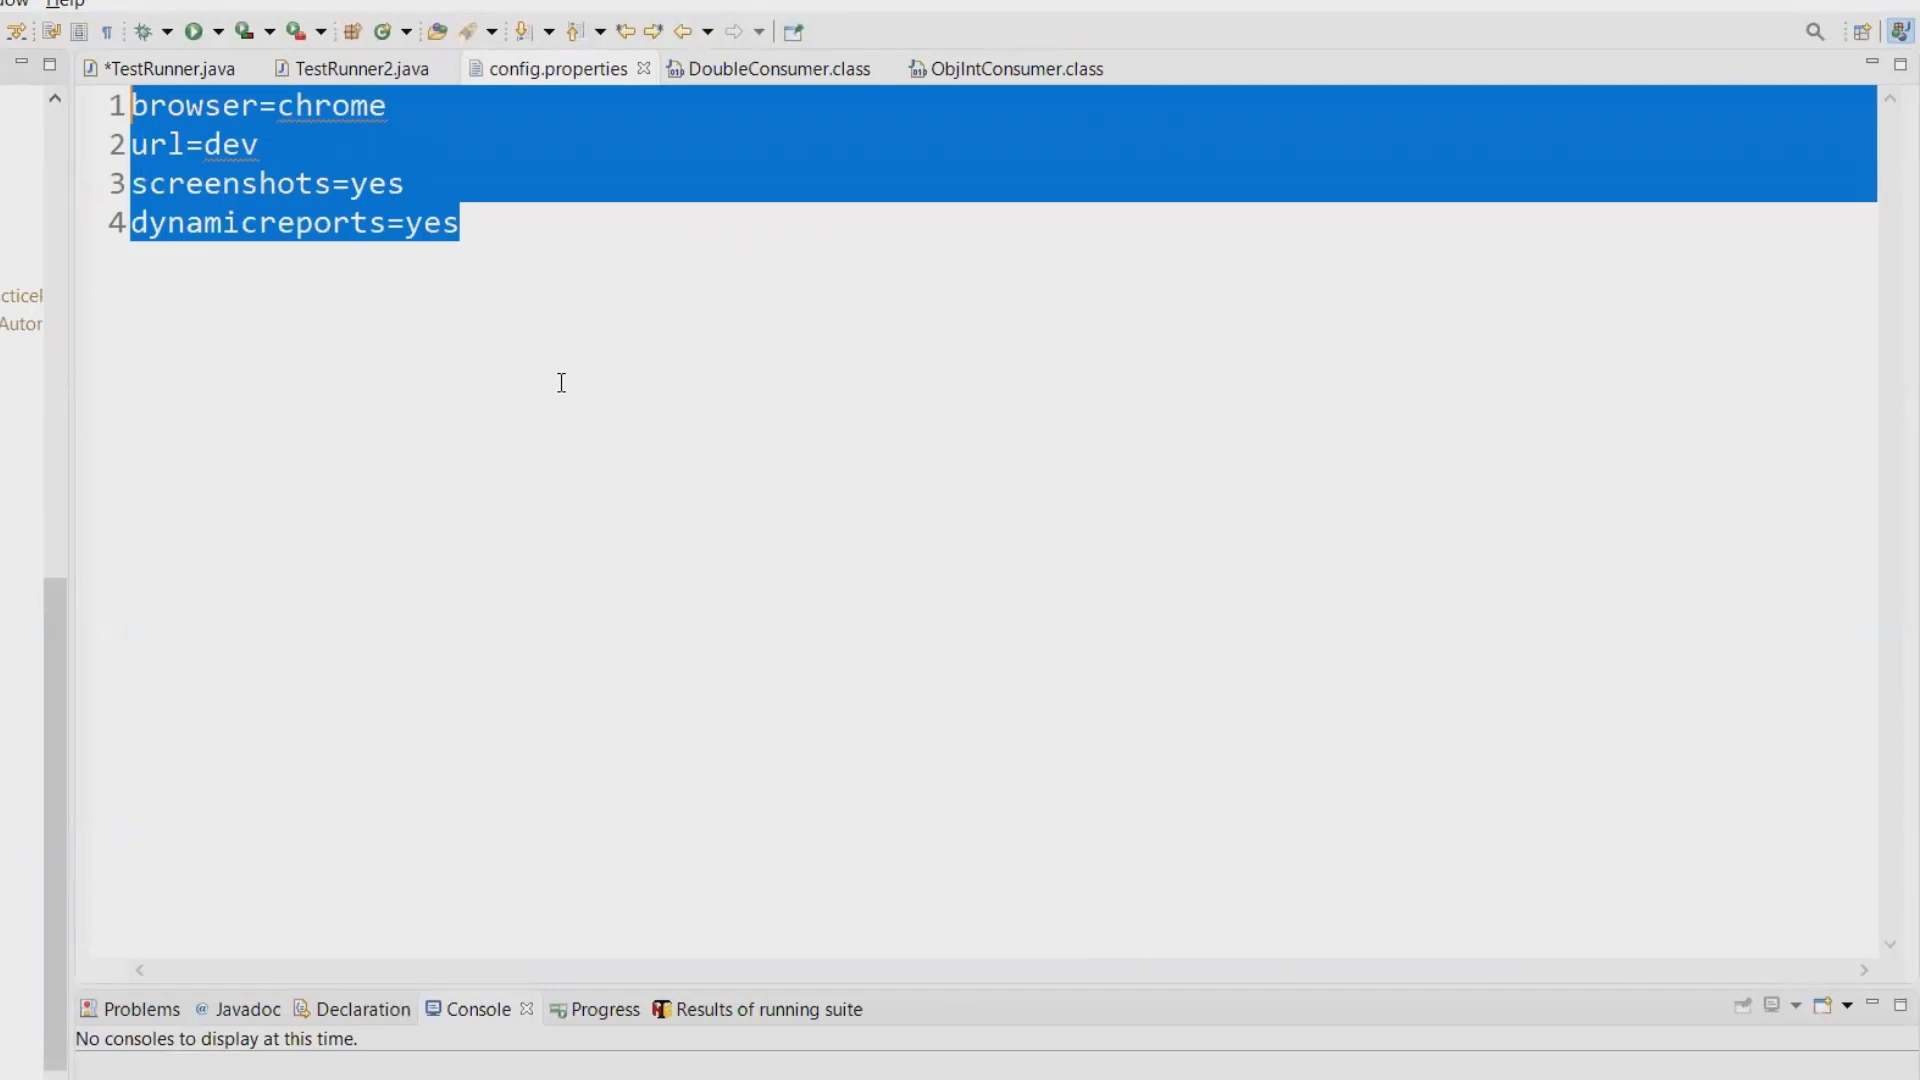 Help
*TestRunner.java TestRunner2.java config.properties DoubleConsumer.class ObjIntConsumer.class
1 browser=chrome
2 url=dev
3 screenshots=yes
4 dynamicreports=yes
Problems Javadoc Declaration Console Progress Results of running suite
No consoles to display at this time.